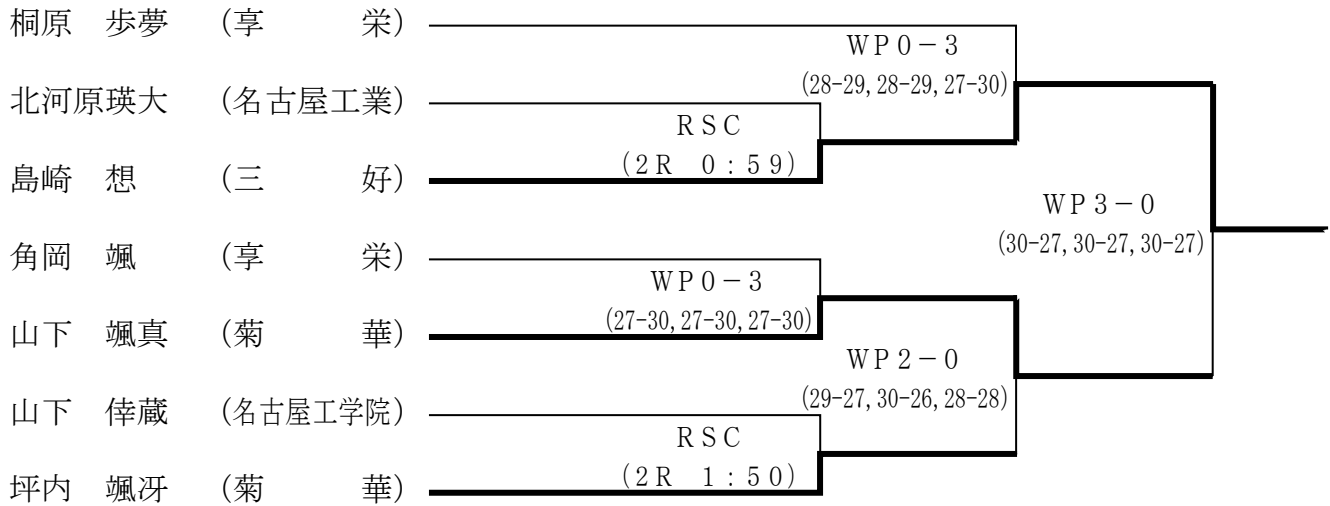 桐原　歩夢　（享　　　栄）
WP0－3
(28-29,28-29,27-30)
北河原瑛大　（名古屋工業）
RSC
(2R　0:59)
島崎　想　　（三　　　好）
WP3－0
(30-27,30-27,30-27)
角岡　颯　　（享　　　栄）
WP0－3
(27-30,27-30,27-30)
山下　颯真　（菊　　　華）
WP2－0
(29-27,30-26,28-28)
山下　倖蔵　（名古屋工学院）
RSC
(2R　1:50)
坪内　颯冴　（菊　　　華）